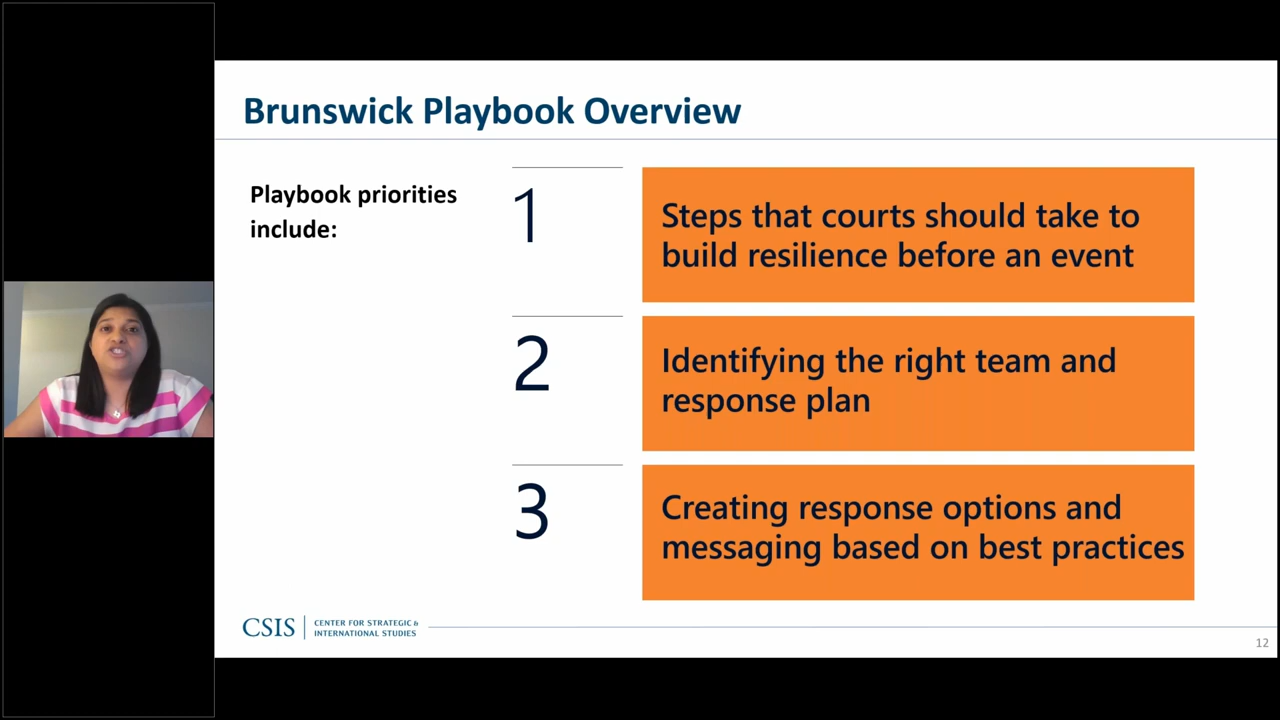 Brunswick Playbook Overview
Playbook priorities
include:
1
Steps that courts should take to
build resilience before an event
2
Identifying the right team and
response plan
3
Creating response options and
messaging based on best practices
CSIS
CENTER FOR STRATEGIC &
INTERNATIONAL STUDIES
12